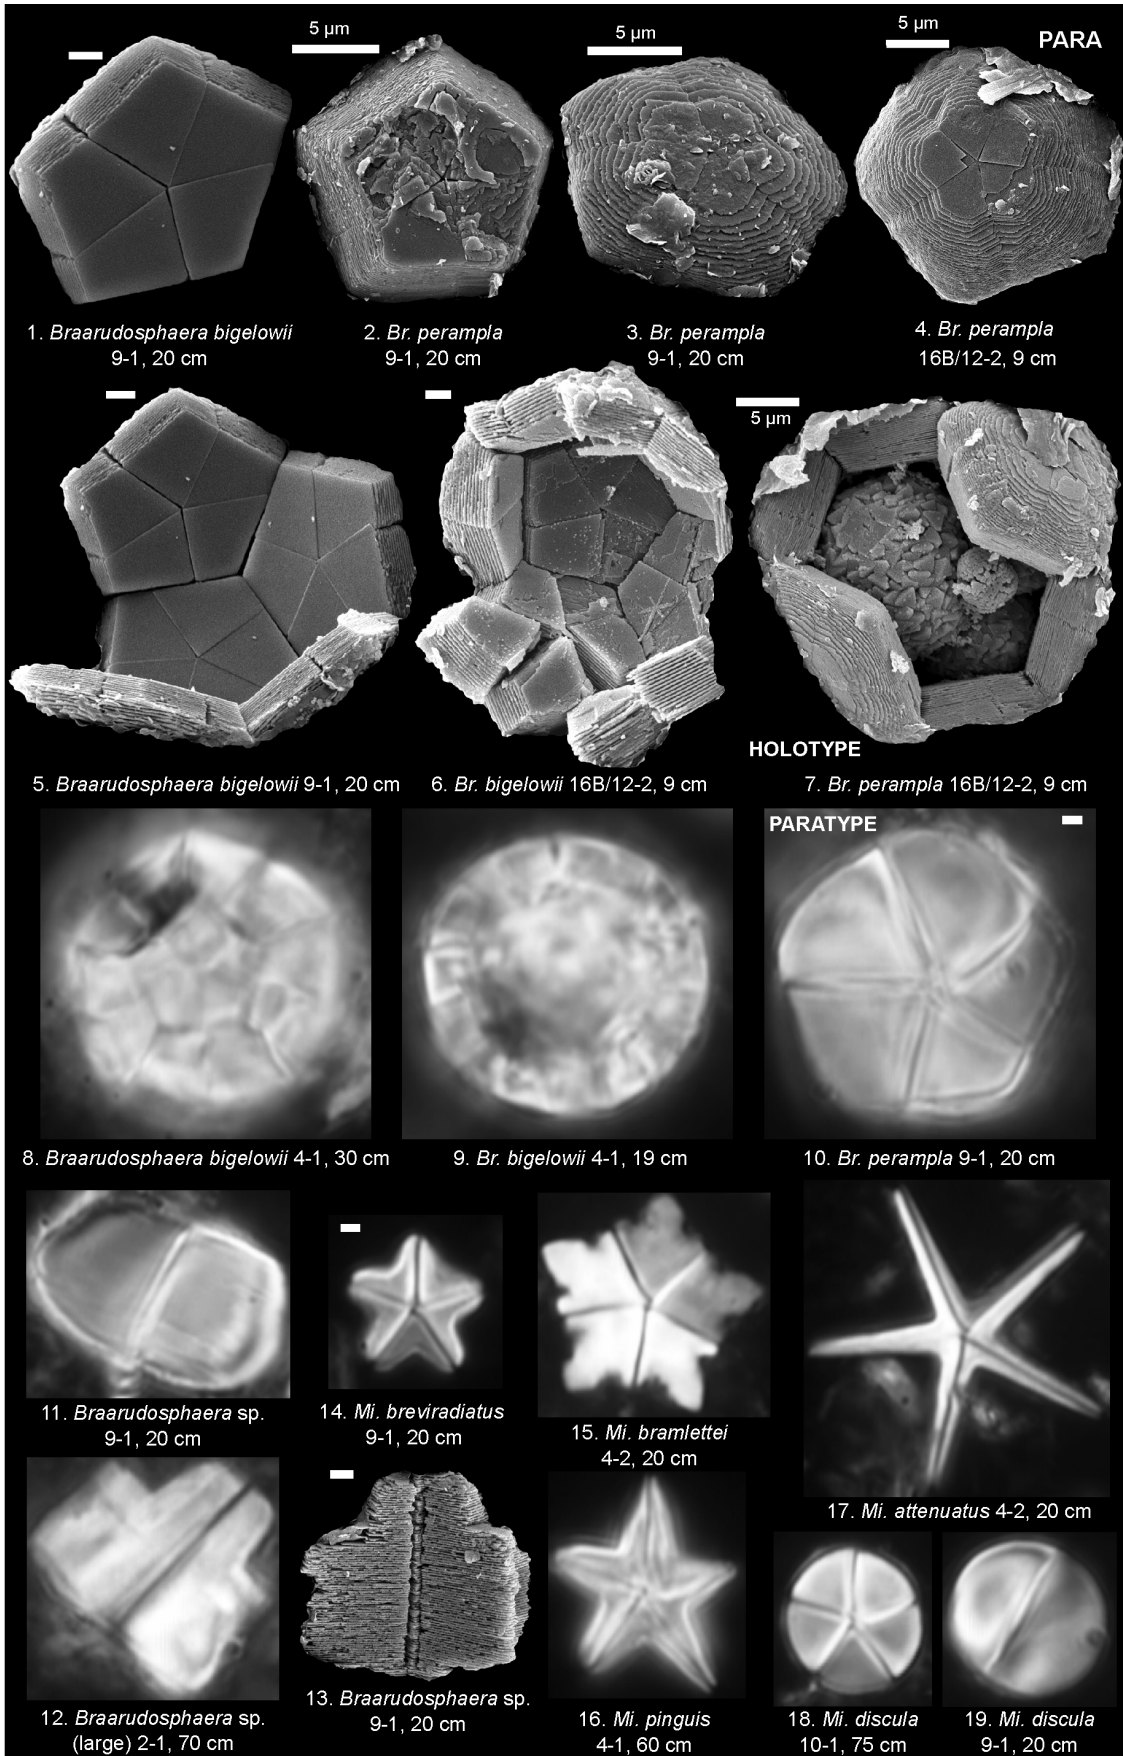 5 µm
5 µm
5 µm
PARA
1. Braarudosphaera bigelowii
9-1, 20 cm
2. Br. perampla
9-1, 20 cm
3. Br. perampla
9-1, 20 cm
4. Br. perampla
16B/12-2, 9 cm
5 µm
HOLOTYPE
5. Braarudosphaera bigelowii 9-1, 20 cm
6. Br. bigelowii 16B/12-2, 9 cm
7. Br. perampla 16B/12-2, 9 cm
PARATYPE
8. Braarudosphaera bigelowii 4-1, 30 cm
9. Br. bigelowii 4-1, 19 cm
10. Br. perampla 9-1, 20 cm
11. Braarudosphaera sp.
9-1, 20 cm
14. Mi. breviradiatus
9-1, 20 cm
15. Mi. bramlettei
4-2, 20 cm
17. Mi. attenuatus 4-2, 20 cm
12. Braarudosphaera sp.
(large) 2-1, 70 cm
13. Braarudosphaera sp.
9-1, 20 cm
16. Mi. pinguis
4-1, 60 cm
18. Mi. discula
10-1, 75 cm
19. Mi. discula
9-1, 20 cm